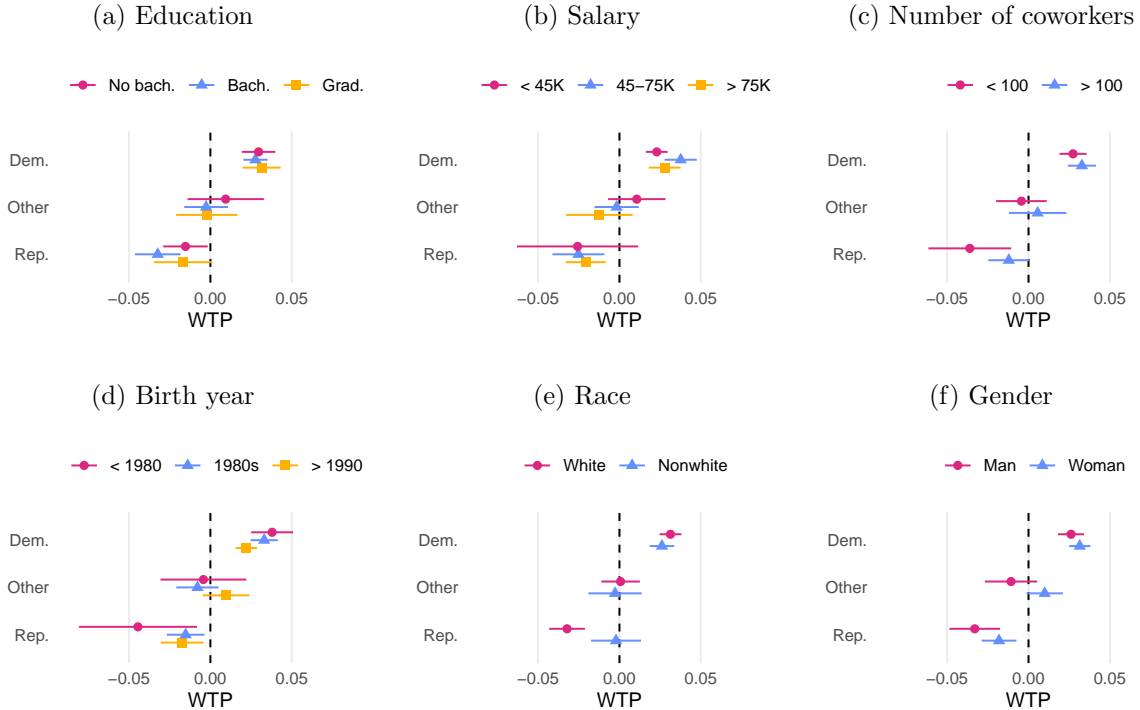 (a) Education
No bach. Bach. Grad.
Dem.
Other
Rep.
−0.05 0.00 0.05
WTP
(b) Salary
< 45K 45−75K > 75K
Dem.
Other
Rep.
−0.05 0.00 0.05
WTP
(c) Number of coworkers
< 100 > 100
Dem.
Other
Rep.
−0.05 0.00 0.05
WTP
(d) Birth year
< 1980 1980s > 1990
Dem.
Other
Rep.
−0.05 0.00 0.05
WTP
(e) Race
White Nonwhite
Dem.
Other
Rep.
−0.05 0.00 0.05
WTP
(f) Gender
Man Woman
Dem.
Other
Rep.
−0.05 0.00 0.05
WTP